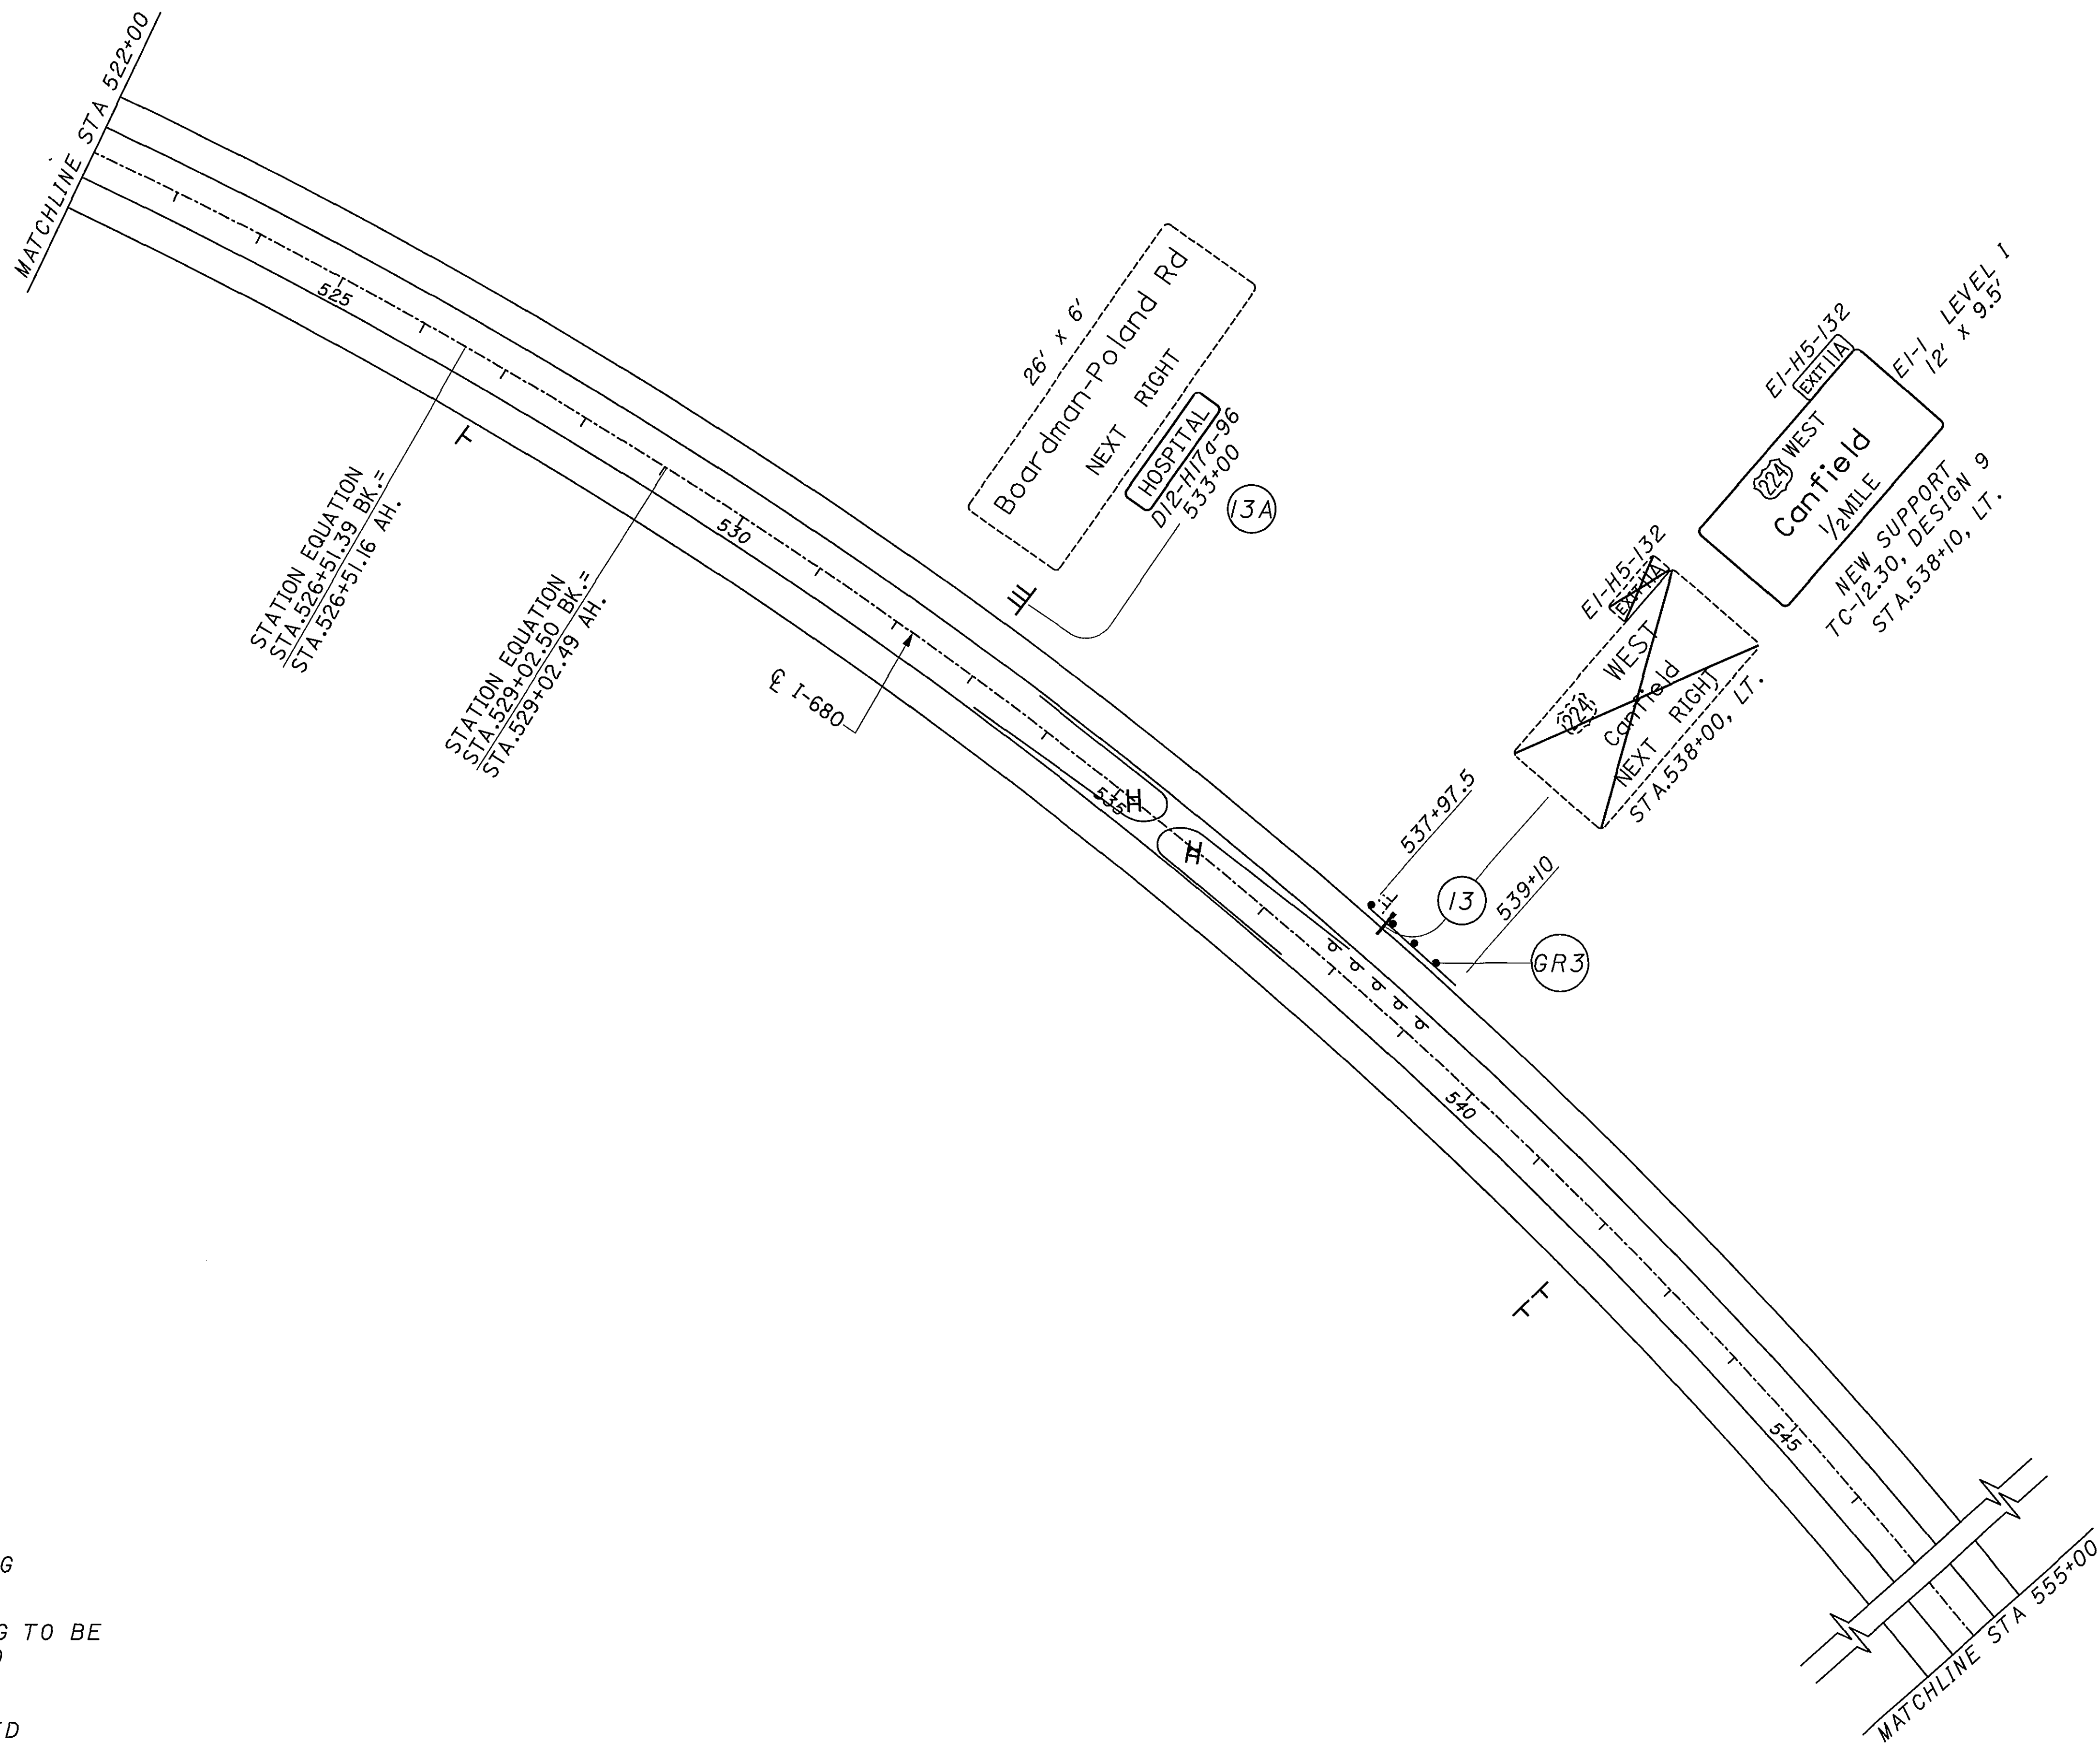 MATCHLINE STA 522+00
525
STATION EQUATION
STA.526+51.39 BK.=
STA.526+51.16 AH.
STATION EQUATION
STA.529+02.50 BK.=
STA.529+02.49 AH.
530
℄ I-680
26' x 6'
Boardman-Poland Rd
NEXT RIGHT
HOSPITAL
D12-H17a-96
533+00
13A
535
H
H
E1-H5-132
EXIT 11A
E1-1 LEVEL I
12' x 9.5'
224 WEST
Canfield
1/2 MILE
NEW SUPPORT
TC-12.30, DESIGN 9
STA.538+10, LT.
E1-H5-132
EXIT 11A
224 WEST
Canfield
NEXT RIGHT
STA.538+00, LT.
537+97.5
13
539+10
GR3
540
545
MATCHLINE STA 555+00
G
G TO BE
D
ED